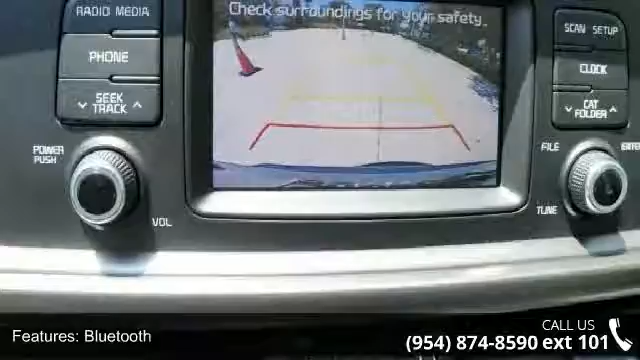 RADIO MEDIA
PHONE
SEEK
TRACK
POWER
PUSH
VOL
Check surroundings for your safety.
SCAN SETUP
CLOCK
CAT
FOLDER
FILE
ENTER
TUNE
Features: Bluetooth
CALL US
(954) 874-8590 ext 101